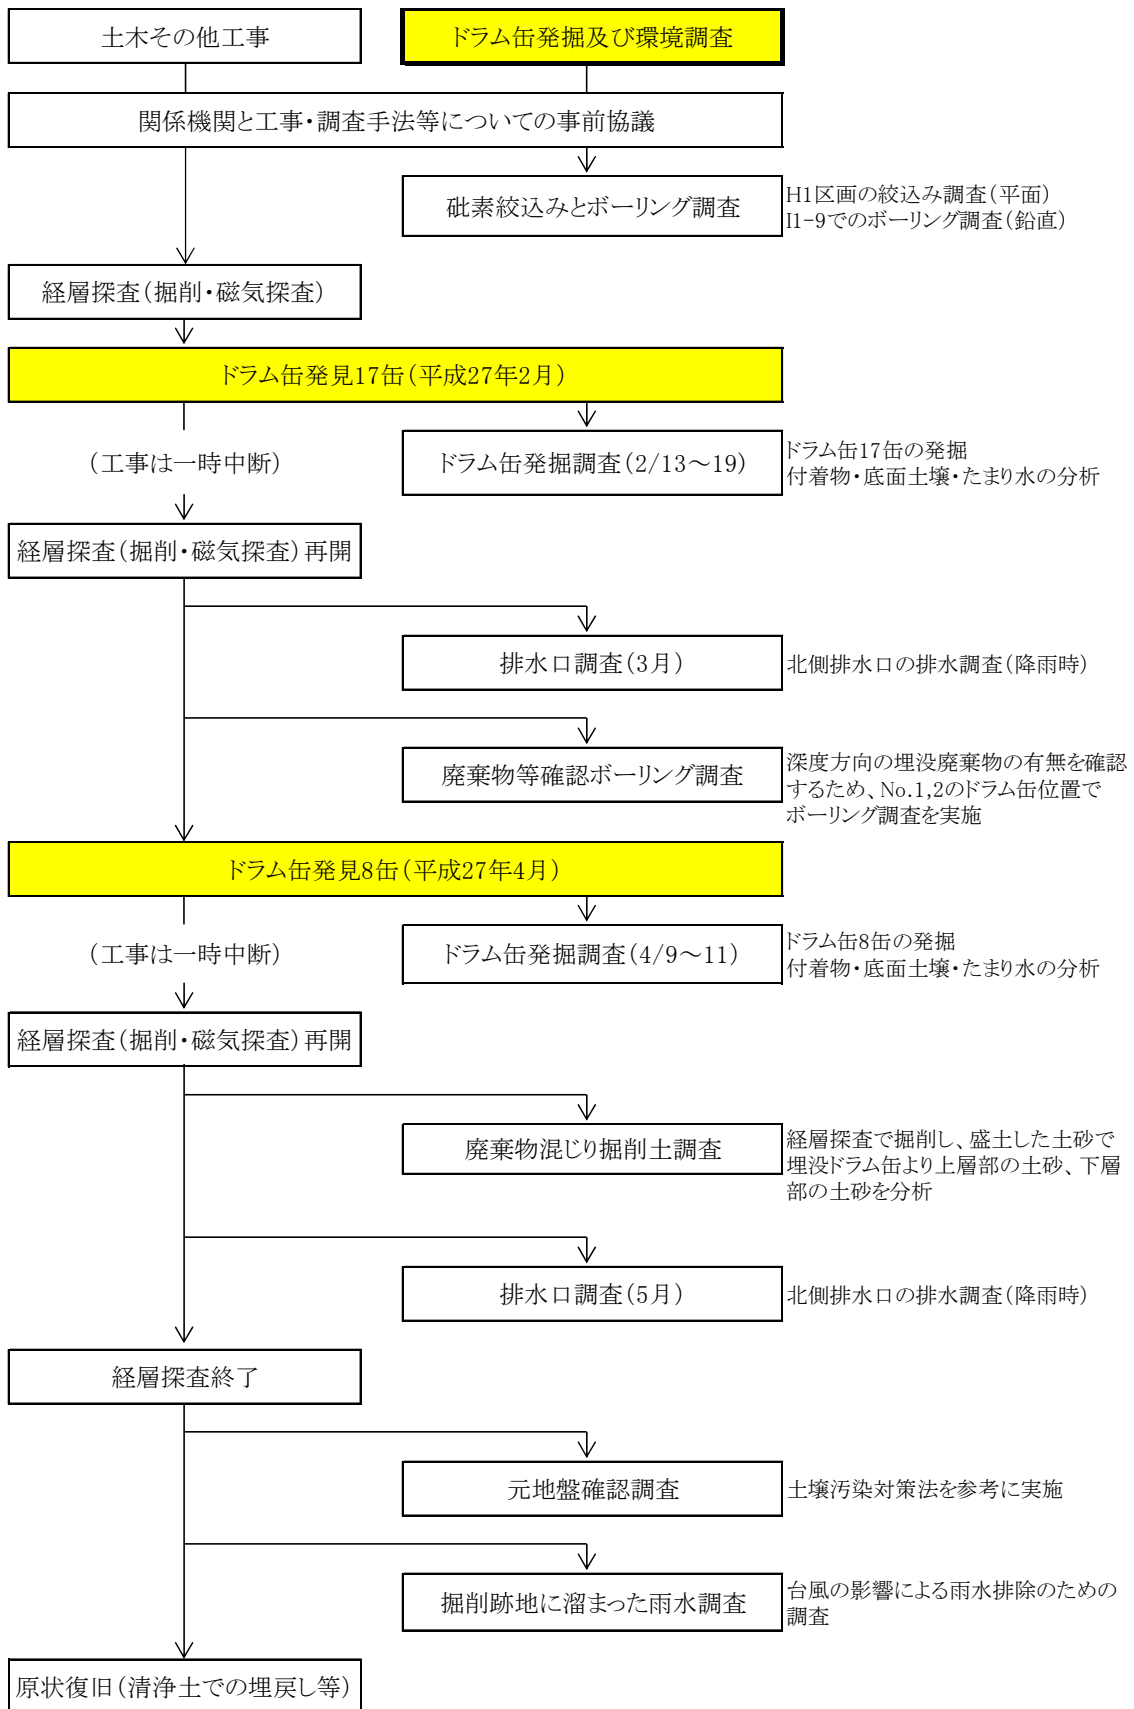 土木その他工事
ドラム缶発掘及び環境調査
関係機関と工事・調査手法等についての事前協議
砒素絞込みとボーリング調査
H1区画の絞込み調査(平面)
I1-9でのボーリング調査(鉛直)
経層探査(掘削・磁気探査)
ドラム缶発見17缶(平成27年2月)
(工事は一時中断)
ドラム缶発掘調査(2/13～19)
ドラム缶17缶の発掘
付着物・底面土壌・たまり水の分析
経層探査(掘削・磁気探査)再開
排水口調査(3月)
北側排水口の排水調査(降雨時)
廃棄物等確認ボーリング調査
深度方向の埋没廃棄物の有無を確認
するため、No.1,2のドラム缶位置で
ボーリング調査を実施
ドラム缶発見8缶(平成27年4月)
(工事は一時中断)
ドラム缶発掘調査(4/9～11)
ドラム缶8缶の発掘
付着物・底面土壌・たまり水の分析
経層探査(掘削・磁気探査)再開
廃棄物混じり掘削土調査
経層探査で掘削し、盛土した土砂で
埋没ドラム缶より上層部の土砂、下層
部の土砂を分析
排水口調査(5月)
北側排水口の排水調査(降雨時)
経層探査終了
元地盤確認調査
土壌汚染対策法を参考に実施
掘削跡地に溜まった雨水調査
台風の影響による雨水排除のための
調査
原状復旧(清浄土での埋戻し等)